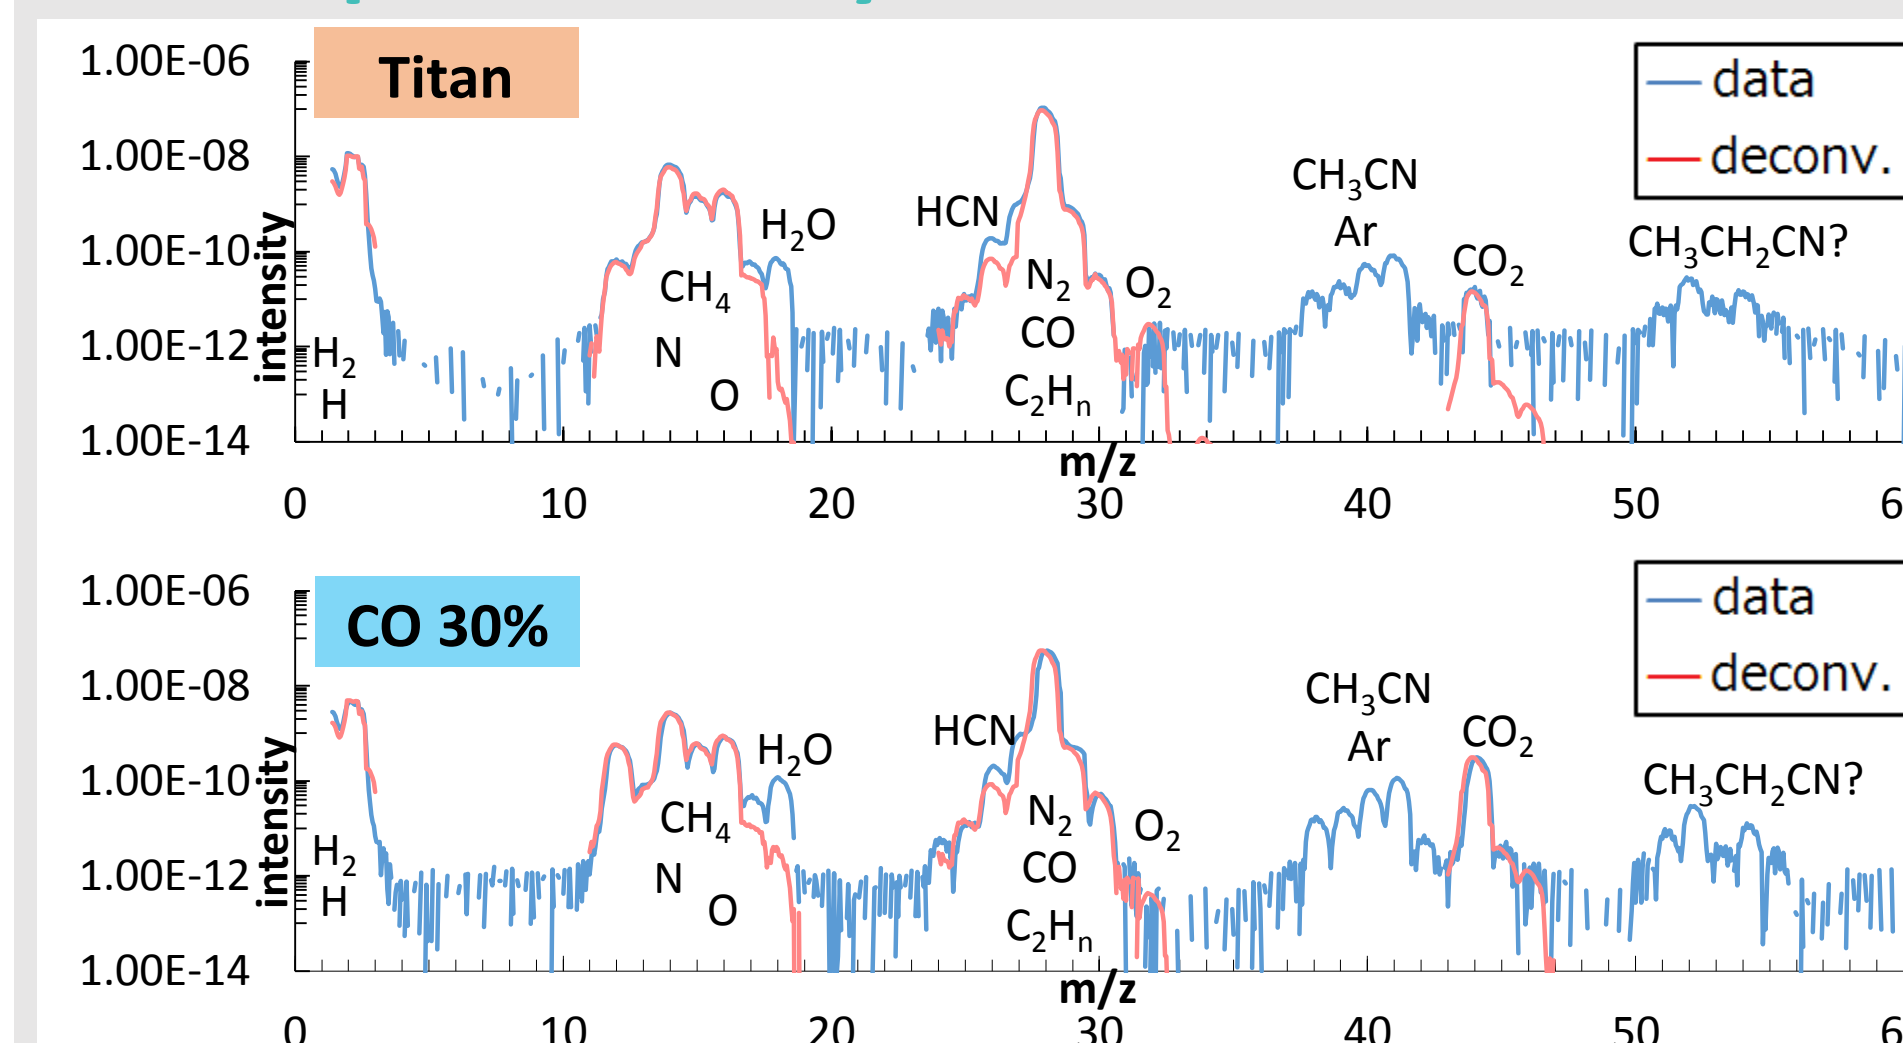 Titan
1.00E-06
1.00E-08
1.00E-10
1.00E-12
1.00E-14
intensity
data
deconv.
H₂
H
CH₄
N
O
H₂O
HCN
N₂
CO
C₂Hₙ
O₂
CH₃CN
Ar
CO₂
CH₃CH₂CN?
m/z
0 10 20 30 40 50 6
CO 30%
1.00E-06
1.00E-08
1.00E-10
1.00E-12
1.00E-14
intensity
data
deconv.
H₂
H
CH₄
N
O
H₂O
HCN
N₂
CO
C₂Hₙ
O₂
CH₃CN
Ar
CO₂
CH₃CH₂CN?
m/z
0 10 20 30 40 50 6